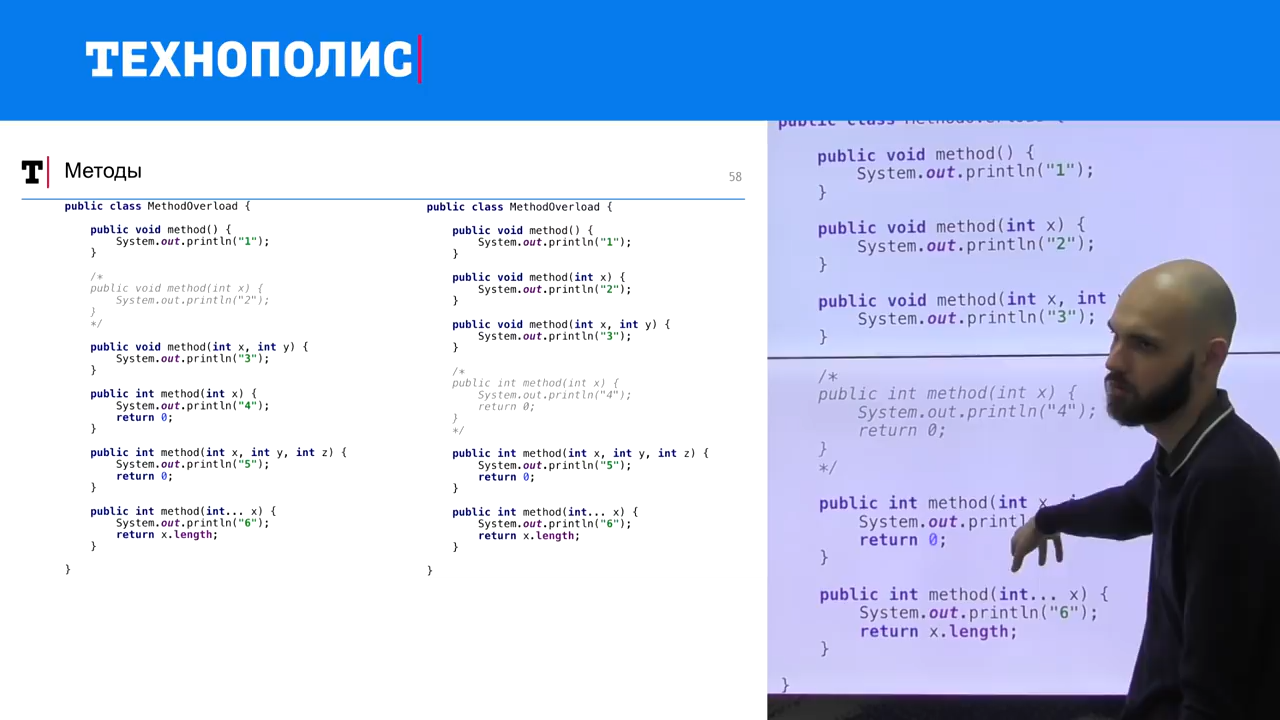 ТЕХНОПОЛИС
T
Методы
58
public class MethodOverload {
public void method() {
System.out.println("1");
}
/*
public void method(int x) {
System.out.println("2");
}
*/
public void method(int x, int y) {
System.out.println("3");
}
public int method(int x) {
System.out.println("4");
return 0;
}
public int method(int x, int y, int z) {
System.out.println("5");
return 0;
}
public int method(int... x) {
System.out.println("6");
return x.length;
}
}
public class MethodOverload {
public void method() {
System.out.println("1");
}
public void method(int x) {
System.out.println("2");
}
public void method(int x, int y) {
System.out.println("3");
}
/*
public int method(int x) {
System.out.println("4");
return 0;
}
*/
public int method(int x, int y, int z) {
System.out.println("5");
return 0;
}
public int method(int... x) {
System.out.println("6");
return x.length;
}
}
public class MethodOverload {
public void method() {
System.out.println("1");
}
public void method(int x) {
System.out.println("2");
}
public void method(int x, int
System.out.println("3");
}
/*
public int method(int x) {
System.out.println("4");
return 0;
}
*/
public int method(int x
System.out.printl
return 0;
}
public int method(int... x) {
System.out.println("6");
return x.length;
}
}